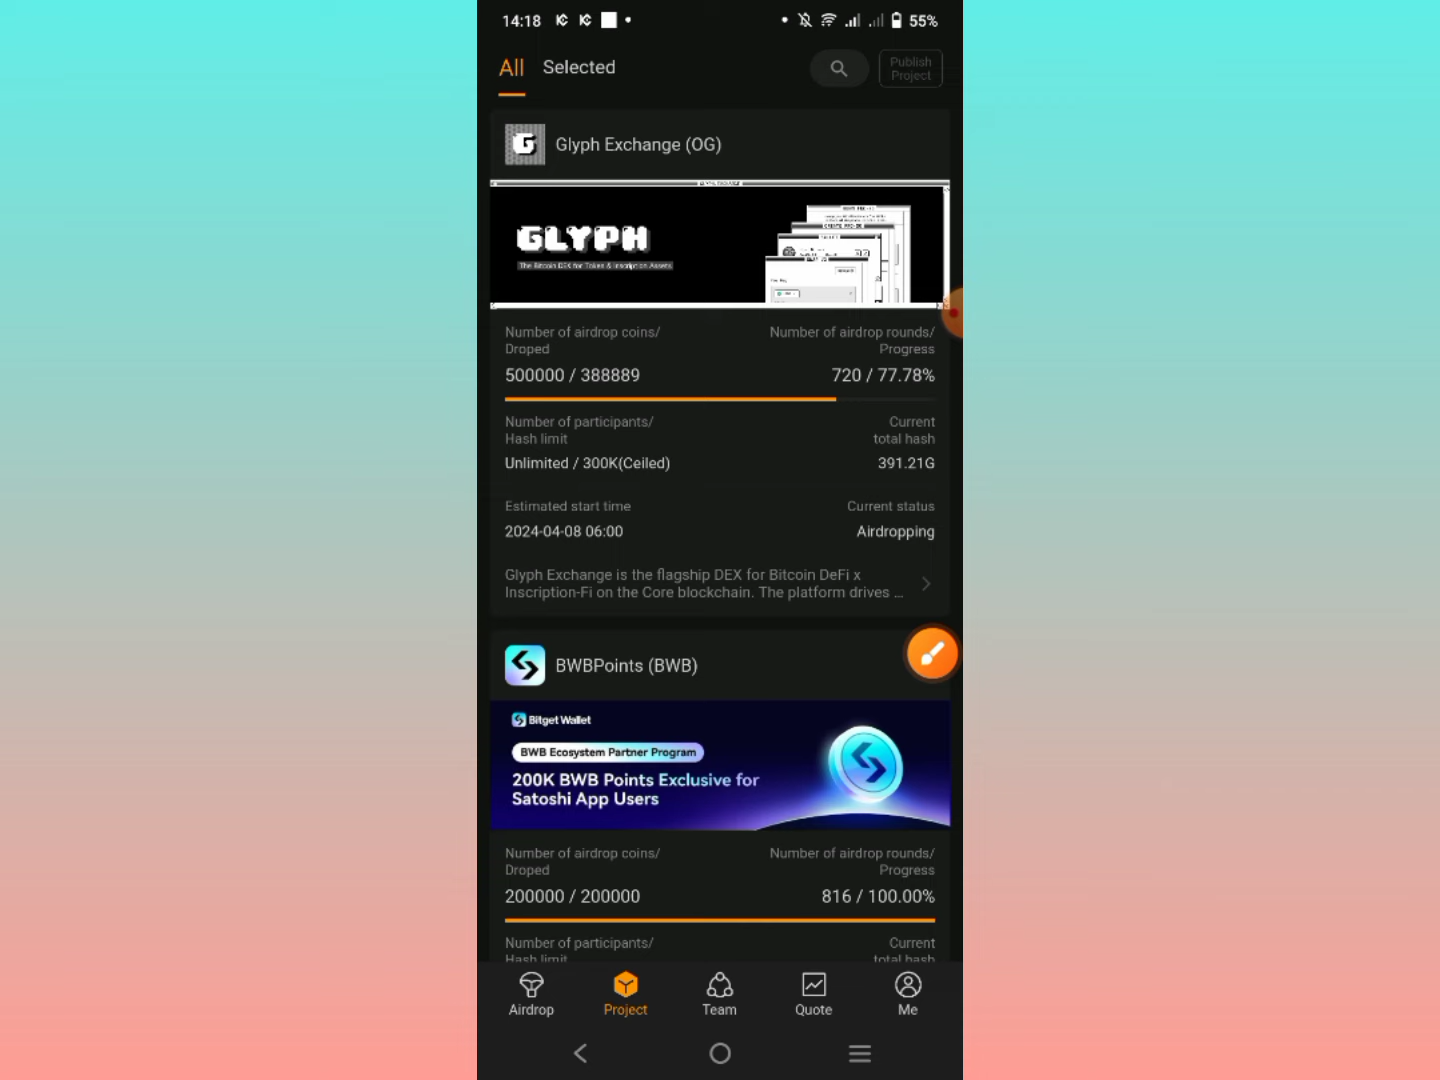 14:18
55%
All Selected
Publish
Project
Glyph Exchange (OG)
GLYPH
The Bitcoin DEX for Token & Inscription Assets
Number of airdrop coins/
Droped
Number of airdrop rounds/
Progress
500000 / 388889
720 / 77.78%
Number of participants/
Hash limit
Current
total hash
Unlimited / 300K(Ceiled)
391.21G
Estimated start time
Current status
2024-04-08 06:00
Airdropping
Glyph Exchange is the flagship DEX for Bitcoin DeFi x
Inscription-Fi on the Core blockchain. The platform drives ...
BWBPoints (BWB)
Bitget Wallet
BWB Ecosystem Partner Program
200K BWB Points Exclusive for
Satoshi App Users
Number of airdrop coins/
Droped
Number of airdrop rounds/
Progress
200000 / 200000
816 / 100.00%
Number of participants/
Hash limit
Current
total hash
Airdrop
Project
Team
Quote
Me